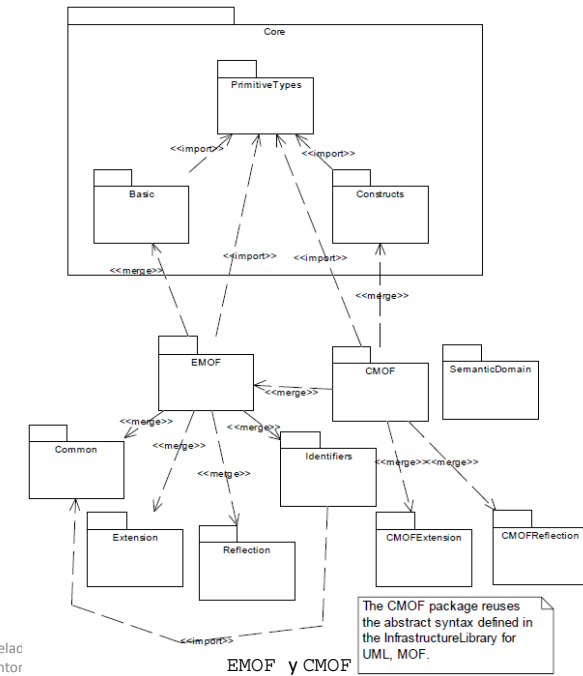 Core
PrimitiveTypes
<<import>>
<<import>>
Basic
Constructs
<<import>>
<<import>>
<<merge>>
<<merge>>
EMOF
CMOF
SemanticDomain
<<merge>>
<<merge>>
<<merge>>
Common
<<merge>>
Identifiers
<<merge>>
<<merge>>
<<merge>>
Extension
Reflection
CMOFExtension
CMOFReflection
<<import>>
The CMOF package reuses
the abstract syntax defined in
the InfrastructureLibrary for
UML, MOF.
EMOF y CMOF